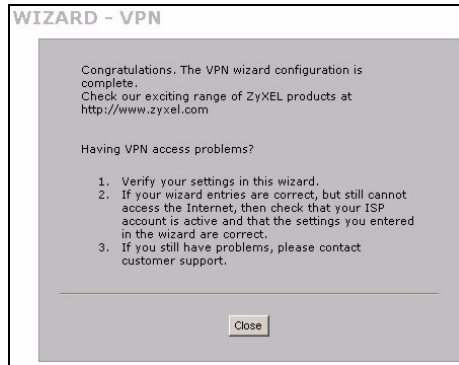 WIZARD - VPN
Congratulations. The VPN wizard configuration is
complete.
Check our exciting range of ZyXEL products at
http://www.zyxel.com
Having VPN access problems?
1. Verify your settings in this wizard.
2. If your wizard entries are correct, but still cannot
access the Internet, then check that your ISP
account is active and that the settings you entered
in the wizard are correct.
3. If you still have problems, please contact
customer support.
Close